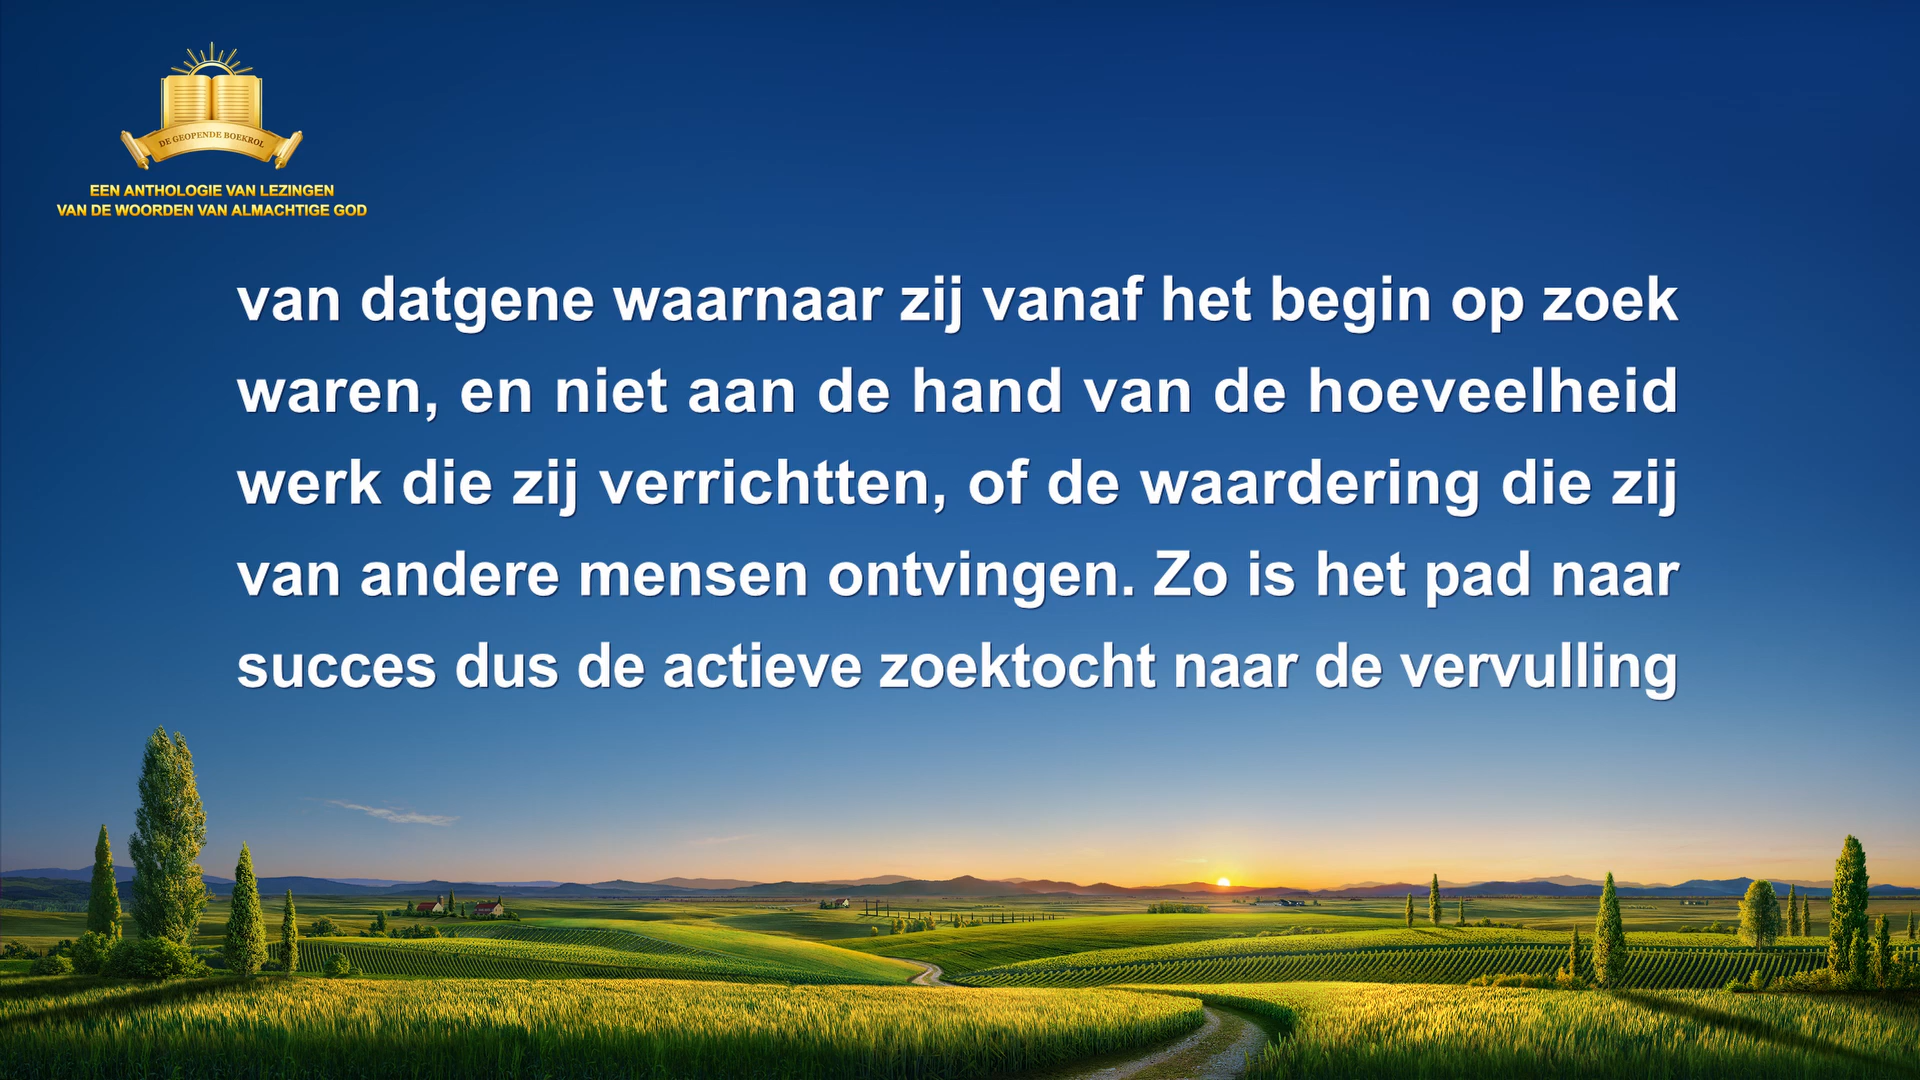 DE GEOPENDE BOEKROL
EEN ANTHOLOGIE VAN LEZINGEN
VAN DE WOORDEN VAN ALMACHTIGE GOD
van datgene waarnaar zij vanaf het begin op zoek
waren, en niet aan de hand van de hoeveelheid
werk die zij verrichtten, of de waardering die zij
van andere mensen ontvingen. Zo is het pad naar
succes dus de actieve zoektocht naar de vervulling